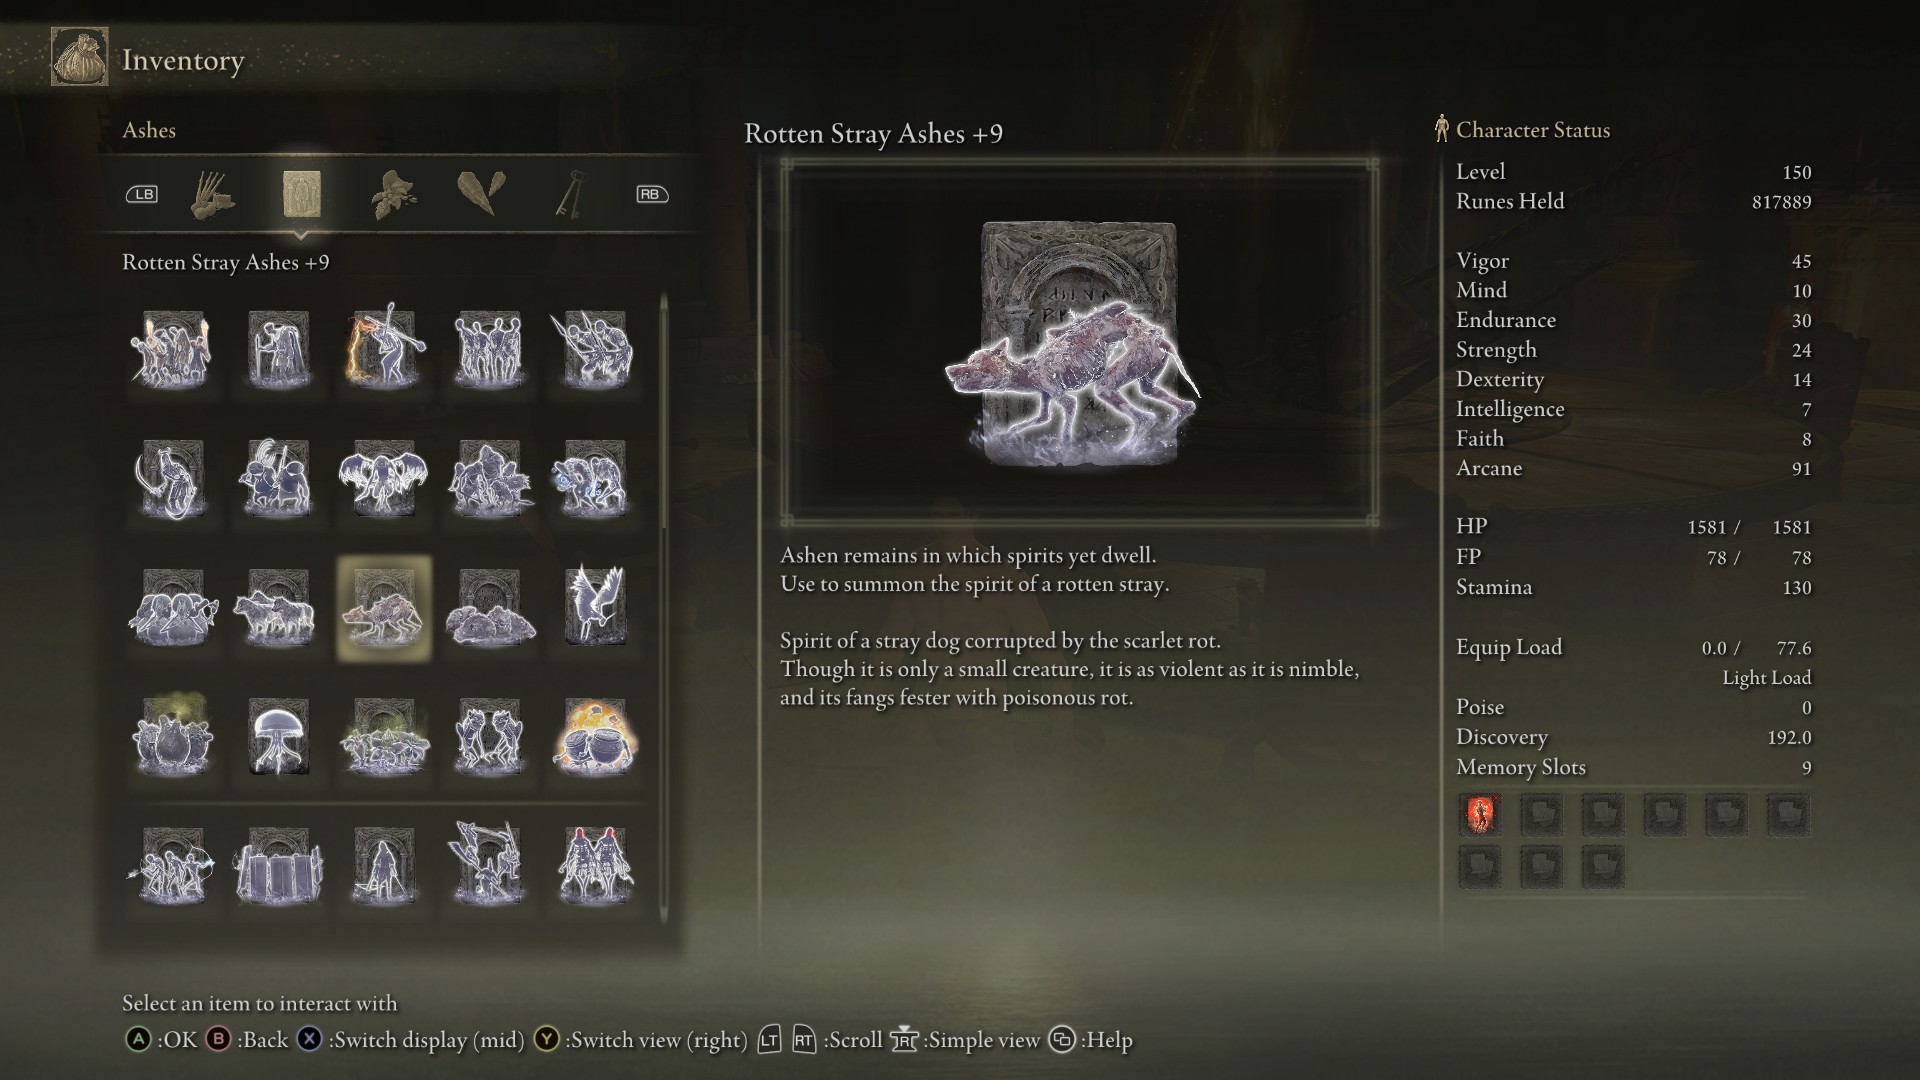 Inventory
Ashes
LB
RB
Rotten Stray Ashes +9
Rotten Stray Ashes +9
Ashen remains in which spirits yet dwell.
Use to summon the spirit of a rotten stray.
Spirit of a stray dog corrupted by the scarlet rot.
Though it is only a small creature, it is as violent as it is nimble,
and its fangs fester with poisonous rot.
Character Status
Level 150
Runes Held 817889
Vigor 45
Mind 10
Endurance 30
Strength 24
Dexterity 14
Intelligence 7
Faith 8
Arcane 91
HP 1581 / 1581
FP 78 / 78
Stamina 130
Equip Load 0.0 / 77.6
Light Load
Poise 0
Discovery 192.0
Memory Slots 9
Select an item to interact with
A :OK B :Back X :Switch display (mid) Y :Switch view (right) LT RT :Scroll R :Simple view :Help